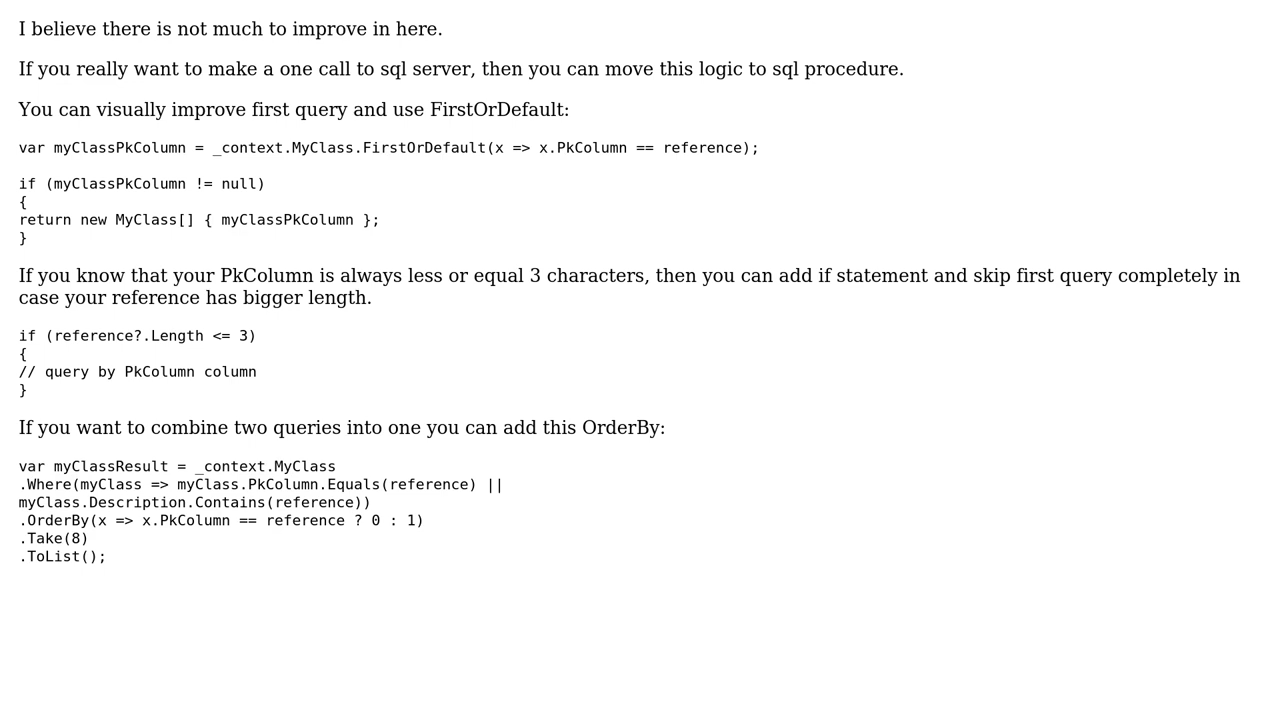 I believe there is not much to improve in here.
If you really want to make a one call to sql server, then you can move this logic to sql procedure.
You can visually improve first query and use FirstOrDefault:
var myClassPkColumn = _context.MyClass.FirstOrDefault(x => x.PkColumn == reference);
if (myClassPkColumn != null)
{
return new MyClass[] { myClassPkColumn };
}
If you know that your PkColumn is always less or equal 3 characters, then you can add if statement and skip first query completely in
case your reference has bigger length.
if (reference?.Length <= 3)
{
// query by PkColumn column
}
If you want to combine two queries into one you can add this OrderBy:
var myClassResult = _context.MyClass
.Where(myClass => myClass.PkColumn.Equals(reference) ||
myClass.Description.Contains(reference))
.OrderBy(x => x.PkColumn == reference ? 0 : 1)
.Take(8)
.ToList();